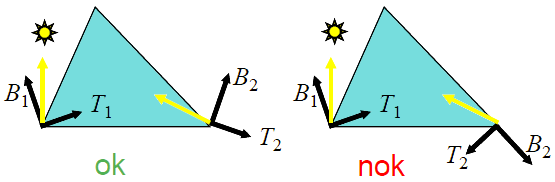 B₁ T₁ B₂ T₂
ok
B₁ T₁ T₂ B₂
nok